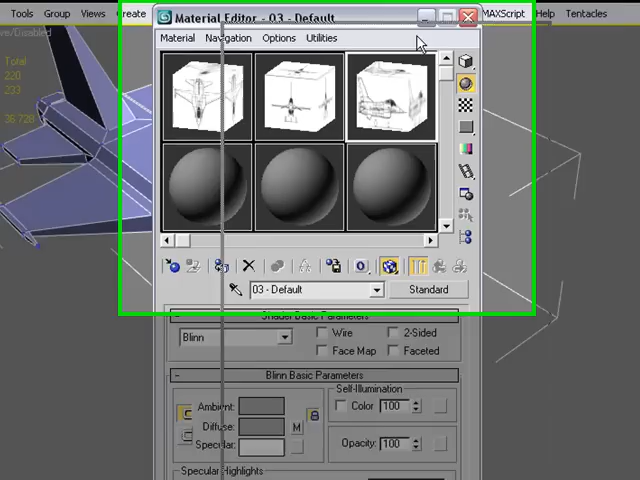 Tools
Group
Create
MAXScript
Help
Tentacles
Material Editor - 03 - Default
Material Navigation Options Utilities
220
233
36 728
03 - Default
Standard
Shader Basic Parameters
Blinn
Wire
2-Sided
Face Map
Faceted
Blinn Basic Parameters
Self-Illumination
Ambient:
Color 100
Diffuse:
M
Specular:
Opacity: 100
Specular Highlights